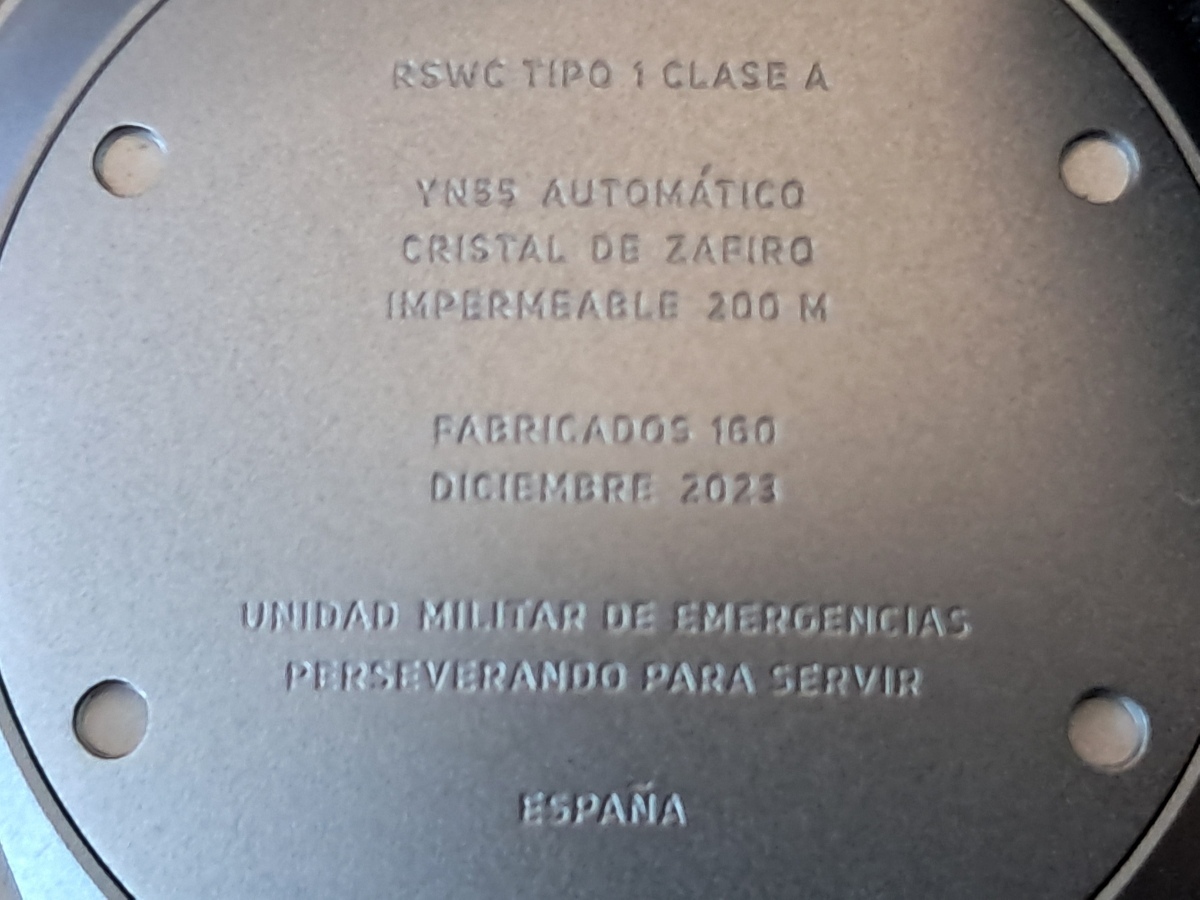 RSWC TIPO 1 CLASE A
YN55 AUTOMÁTICO
CRISTAL DE ZAFIRO
IMPERMEABLE 200 M
FABRICADOS 160
DICIEMBRE 2023
UNIDAD MILITAR DE EMERGENCIAS
PERSEVERANDO PARA SERVIR
ESPAÑA